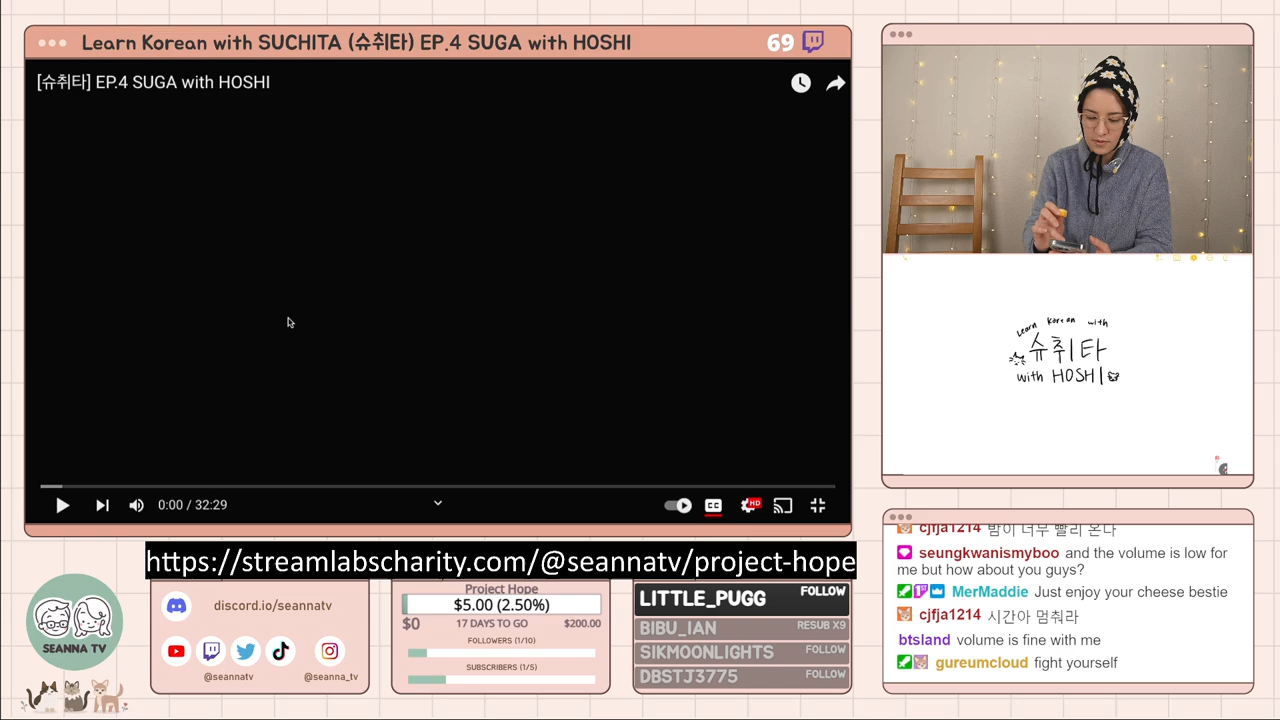 Learn Korean with SUCHITA (슈취타) EP.4 SUGA with HOSHI
69
[슈취타] EP.4 SUGA with HOSHI
0:00 / 32:29
CC
HD
https://streamlabscharity.com/@seannatv/project-hope
SEANNA TV
discord.io/seannatv
@seannatv
@seanna_tv
Project Hope
$5.00 (2.50%)
$0
17 DAYS TO GO
$200.00
FOLLOWERS (1/10)
SUBSCRIBERS (1/5)
LITTLE_PUGG FOLLOW
BIBU_IAN RESUB X9
SIKMOONLIGHTS FOLLOW
DBSTJ3775 FOLLOW
Learn Korean with
슈취타
with HOSHI
cjfja1214 밤이 너무 빨리 온다
seungkwanismyboo and the volume is low for
me but how about you guys?
MerMaddie Just enjoy your cheese bestie
cjfja1214 시간아 멈춰라
btsland volume is fine with me
gureumcloud fight yourself